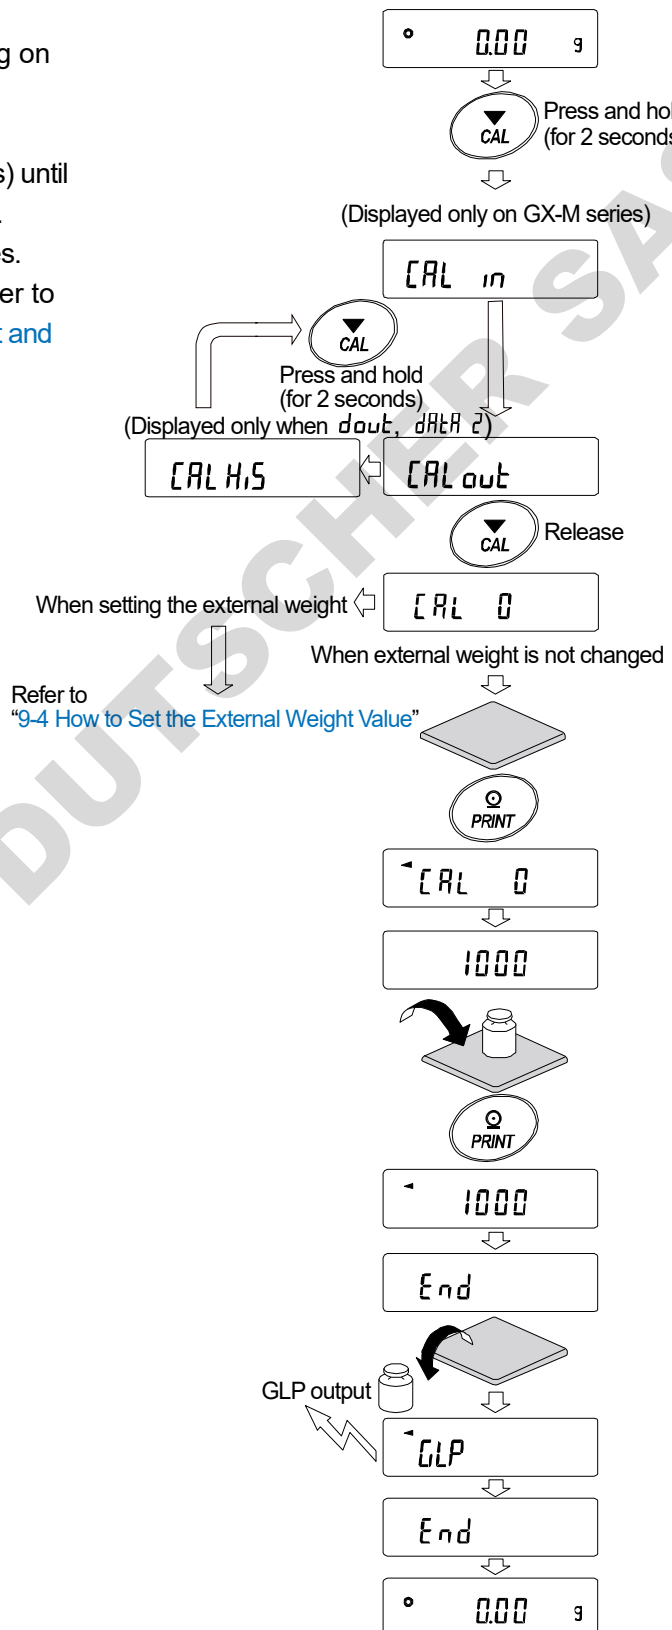 g on
s) until
.
es.
er to
t and
0.00 g
CAL
Press and hol
(for 2 seconds
(Displayed only on GX-M series)
CAL in
CAL
Press and hold
(for 2 seconds)
(Displayed only when dout, dAtA 2)
CAL HiS
CAL out
CAL
Release
When setting the external weight
CAL 0
When external weight is not changed
Refer to
“9-4 How to Set the External Weight Value”
PRINT
CAL 0
1000
PRINT
1000
End
GLP output
GLP
End
0.00 g
DUTSCHER SAS